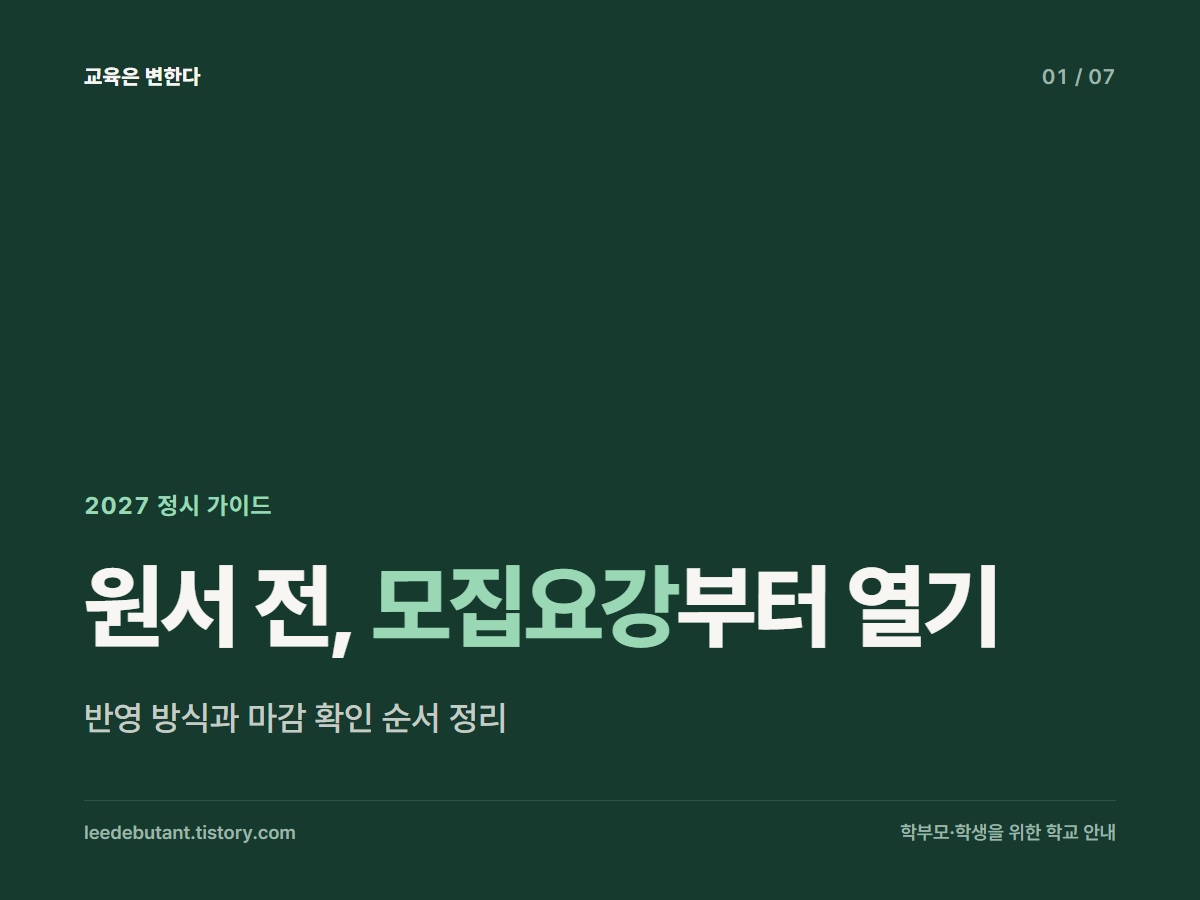 교육은 변한다
01 / 07
2027 정시 가이드
원서 전, 모집요강부터 열기
반영 방식과 마감 확인 순서 정리
leedebutant.tistory.com
학부모·학생을 위한 학교 안내